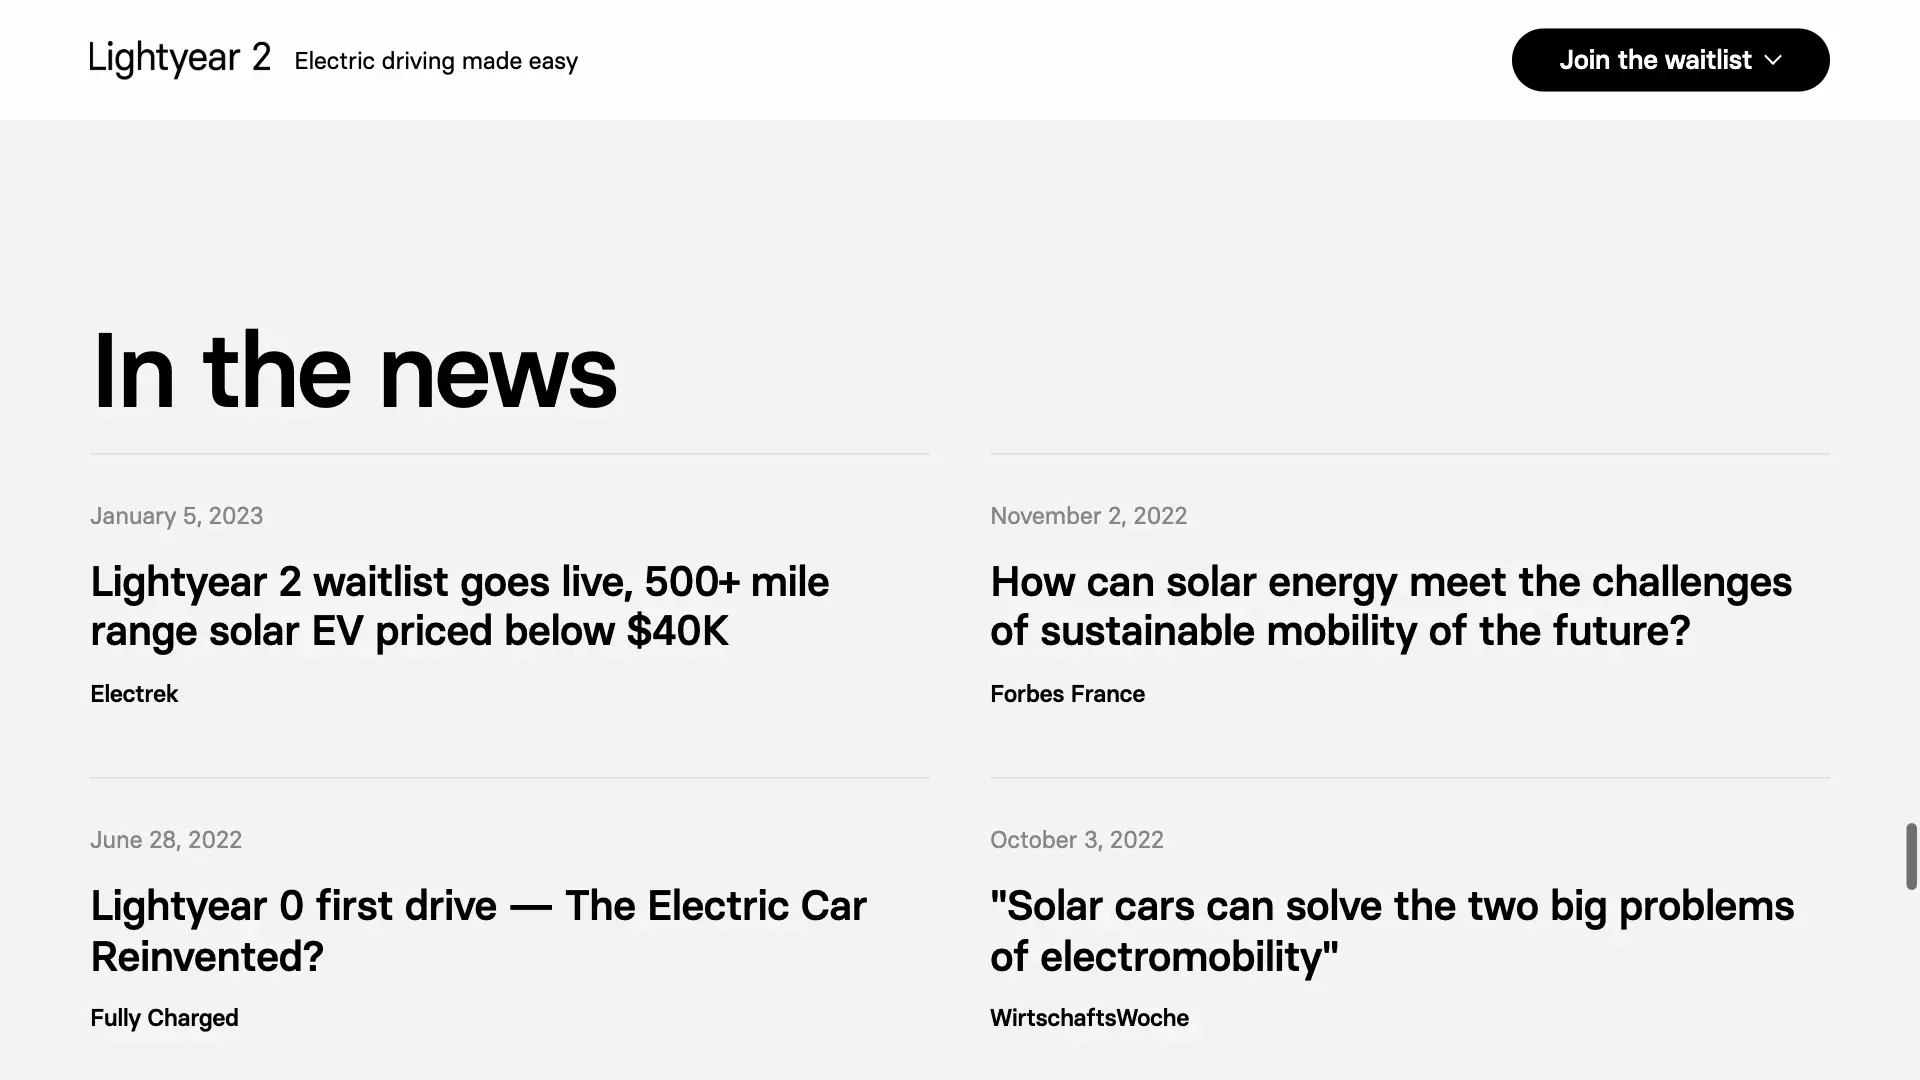 Lightyear 2
Electric driving made easy
Join the waitlist
In the news
January 5, 2023
Lightyear 2 waitlist goes live, 500+ mile
range solar EV priced below $40K
Electrek
November 2, 2022
How can solar energy meet the challenges
of sustainable mobility of the future?
Forbes France
June 28, 2022
Lightyear 0 first drive — The Electric Car
Reinvented?
Fully Charged
October 3, 2022
"Solar cars can solve the two big problems
of electromobility"
WirtschaftsWoche